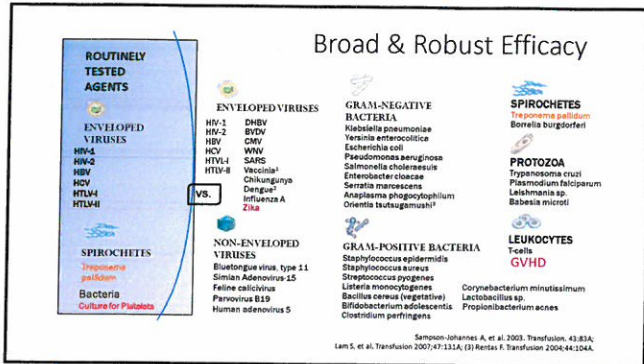 Broad & Robust Efficacy
ROUTINELY
TESTED
AGENTS
ENVELOPED
VIRUSES
HIV-1
HIV-2
HBV
HCV
HTLV-I
HTLV-II
SPIROCHETES
Treponema
pallidum
Bacteria
Culture for Platelets
VS.
ENVELOPED VIRUSES
HIV-1 DHBV
HIV-2 BVDV
HBV CMV
HCV WNV
HTVL-I SARS
HTLV-II Vaccinia¹
Chikungunya
Dengue²
Influenza A
Zika
NON-ENVELOPED
VIRUSES
Bluetongue virus, type 11
Simian Adenovirus-15
Feline calicivirus
Parvovirus B19
Human adenovirus 5
GRAM-NEGATIVE
BACTERIA
Klebsiella pneumoniae
Yersinia enterolitica
Escherichia coli
Pseudomonas aeruginosa
Salmonella choleraesuis
Enterobacter cloacae
Serratia marcescens
Anaplasma phogocytophilum
Orientia tsutsugamushi³
GRAM-POSITIVE BACTERIA
Staphylococcus epidermidis
Staphylococcus aureus
Streptococcus pyogenes
Listeria monocytogenes
Bacillus cereus (vegetative)
Bifidobacterium adolescentis
Clostridium perfringens
Corynebacterium minutissimum
Lactobacillus sp.
Propionibacterium acnes
SPIROCHETES
Treponema pallidum
Borrelia burgdorferi
PROTOZOA
Trypanosoma cruzi
Plasmodium falciparum
Leishmania sp.
Babesia microti
LEUKOCYTES
T-cells
GVHD
Sampson-Johannes A, et al. 2003. Transfusion. 43:83A;
Lam S, et al. Transfusion 2007;47:131A; (3) Rentas F. Transfusion 2004;44:104A.